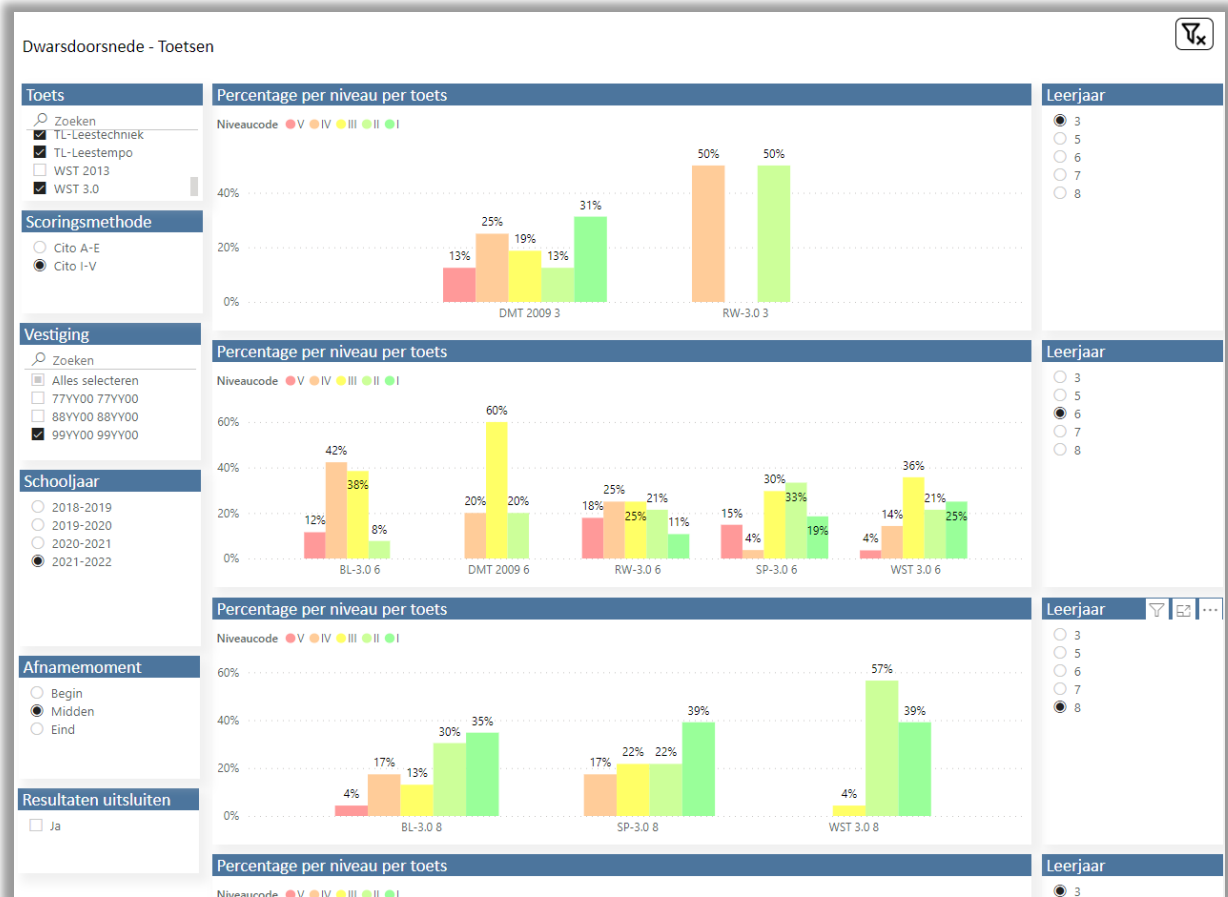 Dwarsdoorsnede - Toetsen
Toets
Zoeken
TL-Leestechniek
TL-Leestempo
WST 2013
WST 3.0
Scoringsmethode
Cito A-E
Cito I-V
Vestiging
Zoeken
Alles selecteren
77YY00 77YY00
88YY00 88YY00
99YY00 99YY00
Schooljaar
2018-2019
2019-2020
2020-2021
2021-2022
Afnamemoment
Begin
Midden
Eind
Resultaten uitsluiten
Ja
Percentage per niveau per toets
Niveaucode V IV III II I
50% 50%
40%
31%
25%
19%
20%
13% 13%
0%
DMT 2009 3 RW-3.0 3
Leerjaar
3
5
6
7
8
Percentage per niveau per toets
Niveaucode V IV III II I
60%
60%
42%
40%
38%
36%
30%
33%
25%
25%
21%
21%
25%
20%
20% 20%
18%
19%
15%
14%
12%
11%
8%
4%
4%
0%
BL-3.0 6 DMT 2009 6 RW-3.0 6 SP-3.0 6 WST 3.0 6
Leerjaar
3
5
6
7
8
Percentage per niveau per toets
Niveaucode V IV III II I
60%
57%
40%
39%
39%
35%
30%
22% 22%
20%
17%
17%
13%
4%
4%
0%
BL-3.0 8 SP-3.0 8 WST 3.0 8
Leerjaar
3
5
6
7
8
Percentage per niveau per toets
Niveaucode V IV III II I
Leerjaar
3